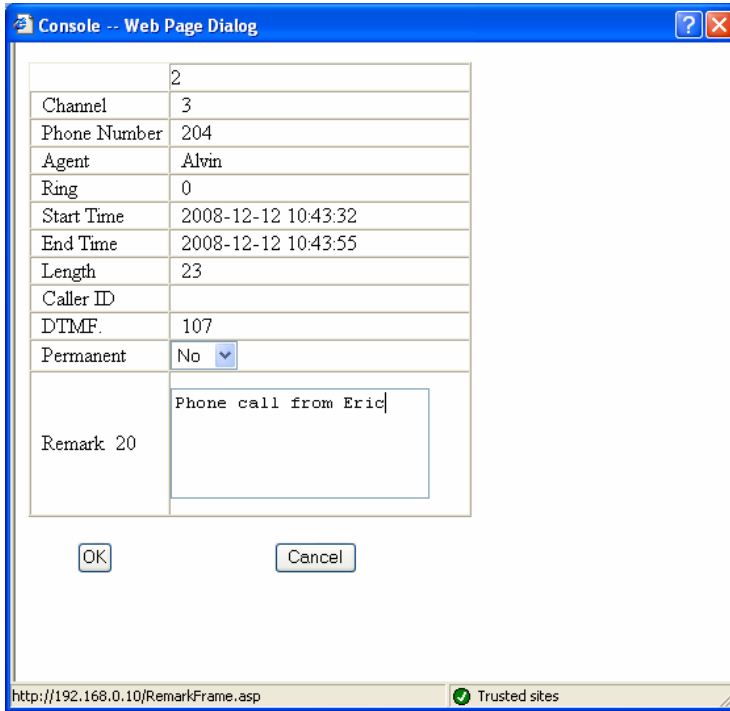 Console -- Web Page Dialog
2
Channel 3
Phone Number 204
Agent Alvin
Ring 0
Start Time 2008-12-12 10:43:32
End Time 2008-12-12 10:43:55
Length 23
Caller ID
DTMF. 107
Permanent No
Phone call from Eric
Remark 20
OK Cancel
http://192.168.0.10/RemarkFrame.asp Trusted sites